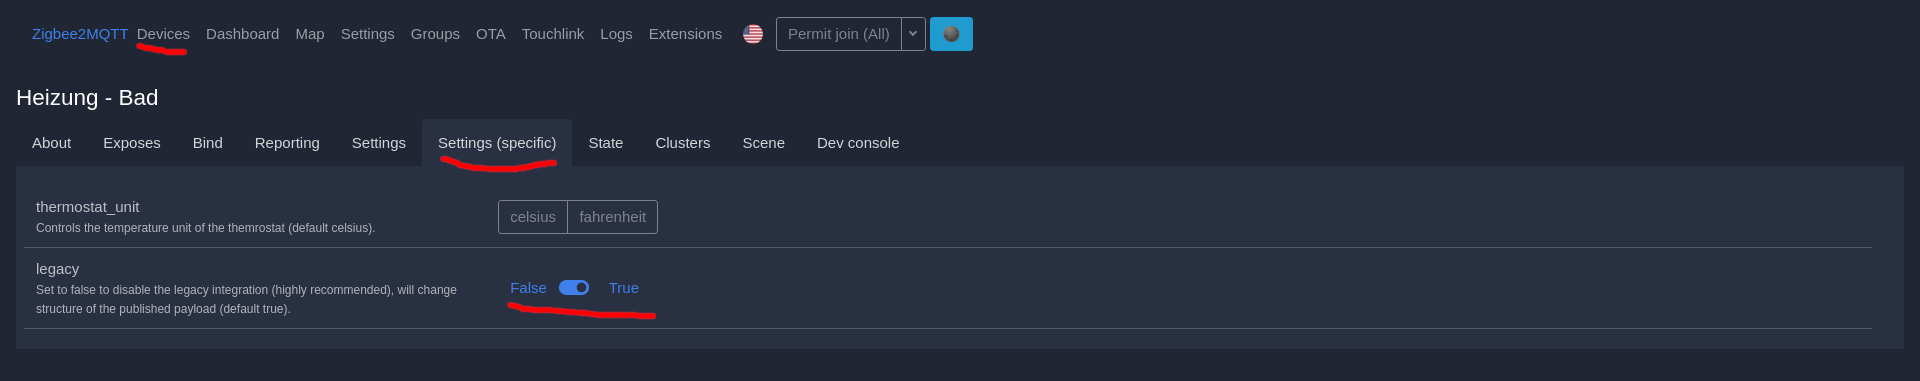 Zigbee2MQTT Devices Dashboard Map Settings Groups OTA Touchlink Logs Extensions Permit join (All)
Heizung - Bad
About Exposes Bind Reporting Settings Settings (specific) State Clusters Scene Dev console
thermostat_unit
Controls the temperature unit of the themrostat (default celsius).
celsius fahrenheit
legacy
Set to false to disable the legacy integration (highly recommended), will change
structure of the published payload (default true).
False True